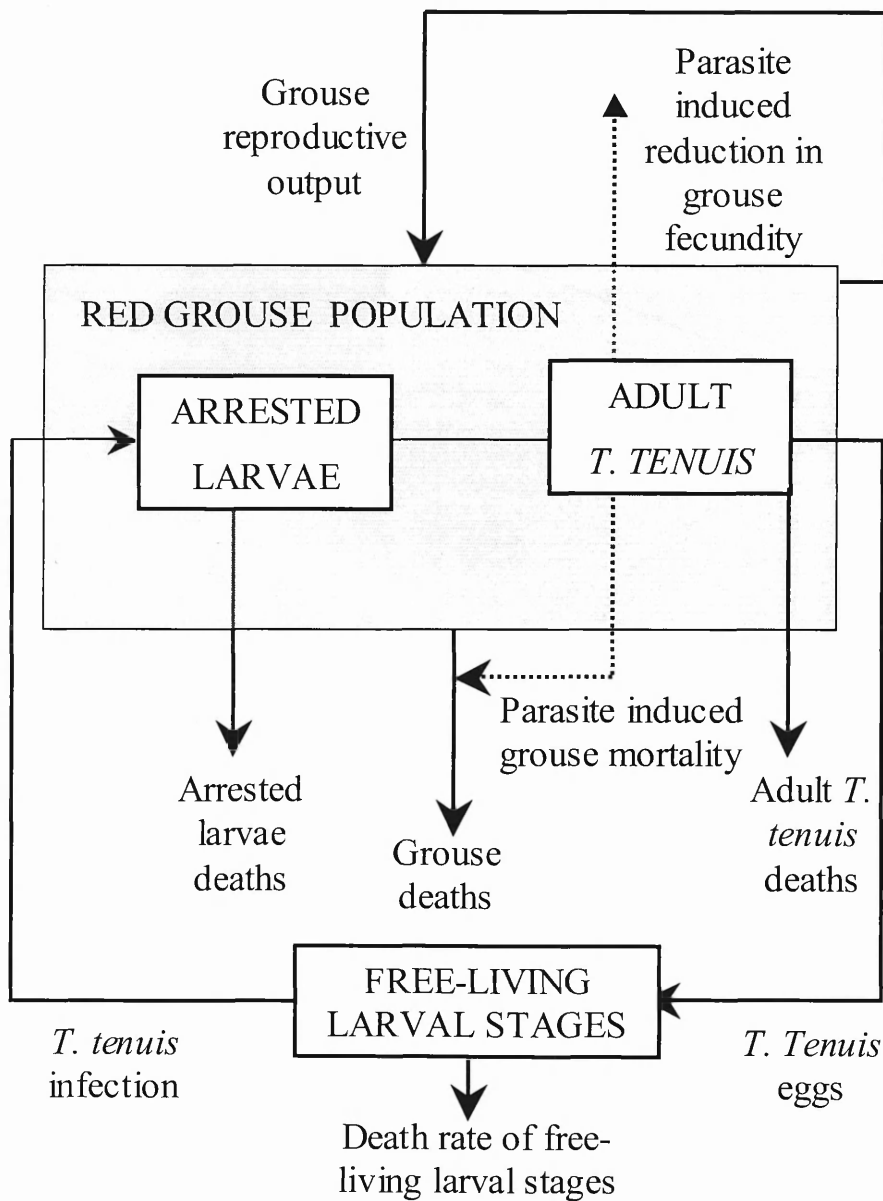 Grouse
reproductive
output
Parasite
induced
reduction in
grouse
fecundity
RED GROUSE POPULATION
ARRESTED
LARVAE
ADULT
T. TENUIS
Parasite induced
grouse mortality
Arrested
larvae
deaths
Grouse
deaths
Adult T.
tenuis
deaths
FREE-LIVING
LARVAL STAGES
T. tenuis
infection
T. Tenuis
eggs
Death rate of free-
living larval stages